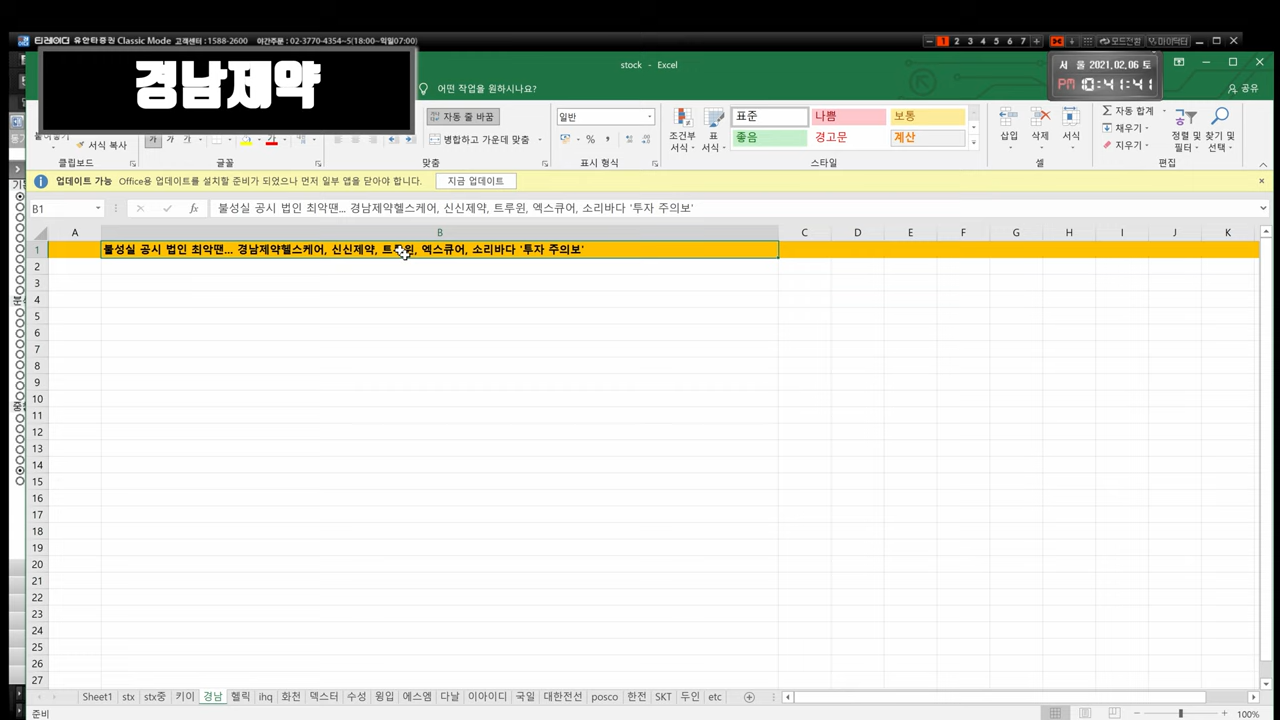 티레이더 유안타증권 Classic Mode 고객센터 : 1588-2600 야간주문 : 02-3770-4354~5(18:00~익일07:00)
1 2 3 4 5 6 7 + 모드전환 마이티락터
경남제약
stock - Excel
서 울 2021.02.06 토
PM 10:41:41
어떤 작업을 원하시나요?
공유
자동 줄 바꿈
일반
표준
나쁨
보통
자동 합계
서식 복사
병합하고 가운데 맞춤
%
조건부 서식
표 서식
좋음
경고문
계산
삽입
삭제
서식
채우기
지우기
정렬 및 필터
찾기 및 선택
클립보드
글꼴
맞춤
표시 형식
스타일
셀
편집
업데이트 가능 Office용 업데이트를 설치할 준비가 되었으나 먼저 일부 앱을 닫아야 합니다. 지금 업데이트
B1 fx 불성실 공시 법인 최악땐... 경남제약헬스케어, 신신제약, 트루윈, 엑스큐어, 소리바다 '투자 주의보'
A B C D E F G H I J K
1 불성실 공시 법인 최악땐... 경남제약헬스케어, 신신제약, 트루윈, 엑스큐어, 소리바다 '투자 주의보'
2
3
4
5
6
7
8
9
10
11
12
13
14
15
16
17
18
19
20
21
22
23
24
25
26
27
Sheet1 stx stx중 키이 경남 헬릭 ihq 화천 덱스터 수성 윙입 에스엠 다날 이아이디 국일 대한전선 posco 한전 SKT 두인 etc
준비
100%